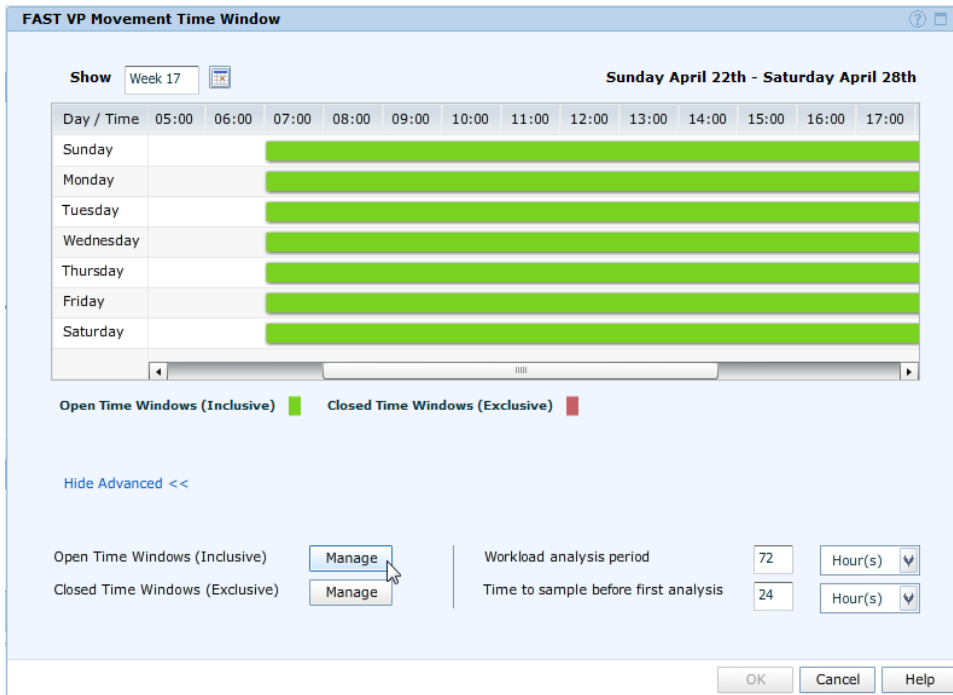 FAST VP Movement Time Window
Show Week 17 Sunday April 22th - Saturday April 28th
Day / Time 05:00 06:00 07:00 08:00 09:00 10:00 11:00 12:00 13:00 14:00 15:00 16:00 17:00
Sunday
Monday
Tuesday
Wednesday
Thursday
Friday
Saturday
Open Time Windows (Inclusive) Closed Time Windows (Exclusive)
Hide Advanced <<
Open Time Windows (Inclusive) Manage Workload analysis period 72 Hour(s)
Closed Time Windows (Exclusive) Manage Time to sample before first analysis 24 Hour(s)
OK Cancel Help